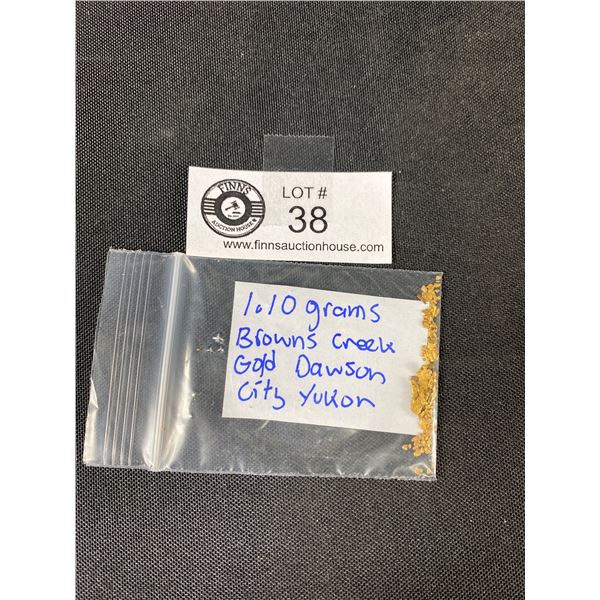 LOT #
38
FINNS
AUCTION HOUSE
www.finnsauctionhouse.com
1.10 grams
Browns Creek
Gold Dawson
City Yukon